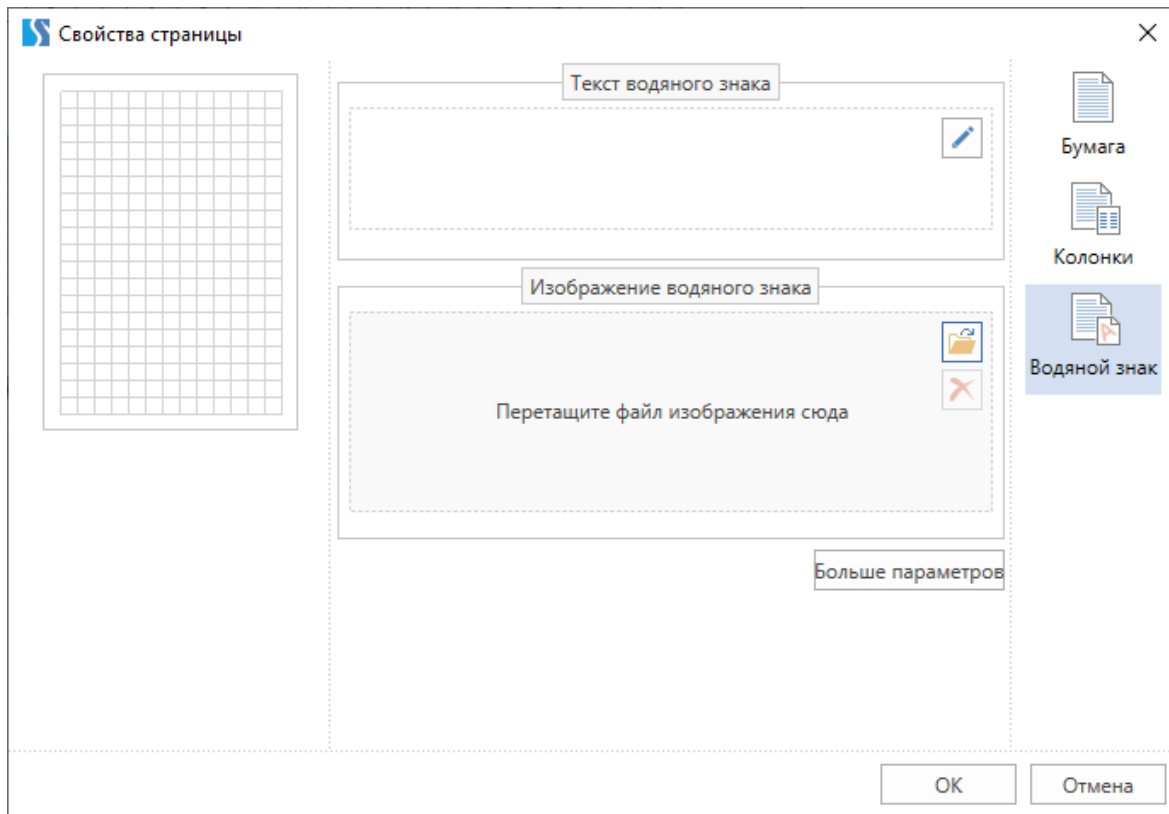 Свойства страницы
Текст водяного знака
Изображение водяного знака
Перетащите файл изображения сюда
Больше параметров
Бумага
Колонки
Водяной знак
OK
Отмена